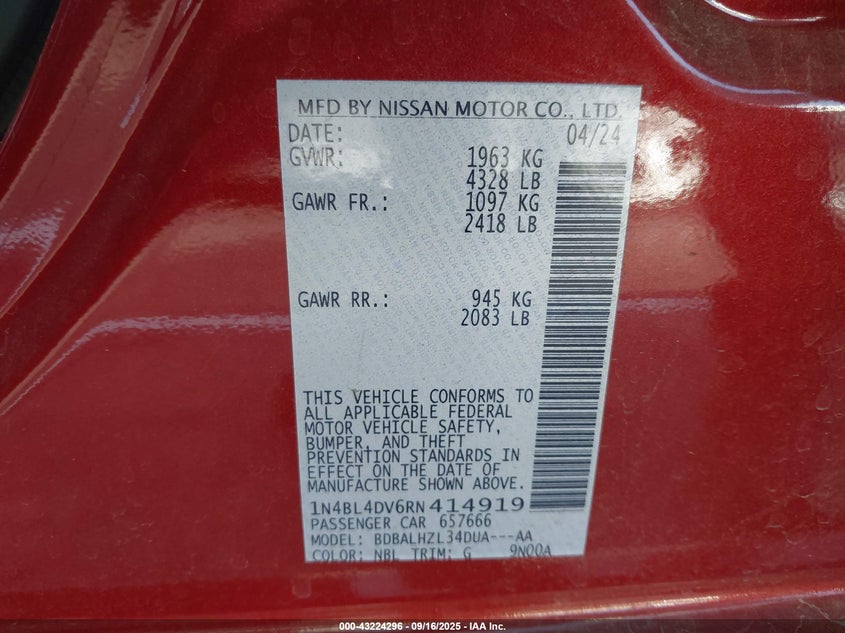 MFD BY NISSAN MOTOR CO., LTD
DATE: 04/24
GVWR: 1963 KG
4328 LB
GAWR FR.: 1097 KG
2418 LB
GAWR RR.: 945 KG
2083 LB
THIS VEHICLE CONFORMS TO
ALL APPLICABLE FEDERAL
MOTOR VEHICLE SAFETY,
BUMPER, AND THEFT
PREVENTION STANDARDS IN
EFFECT ON THE DATE OF
MANUFACTURE SHOWN ABOVE.
1N4BL4DV6RN414919
PASSENGER CAR 657666
MODEL: BDBALHZL34DUA---AA
COLOR: NBL TRIM: G 9N00A
000-43224296 - 09/16/2025 - IAA Inc.